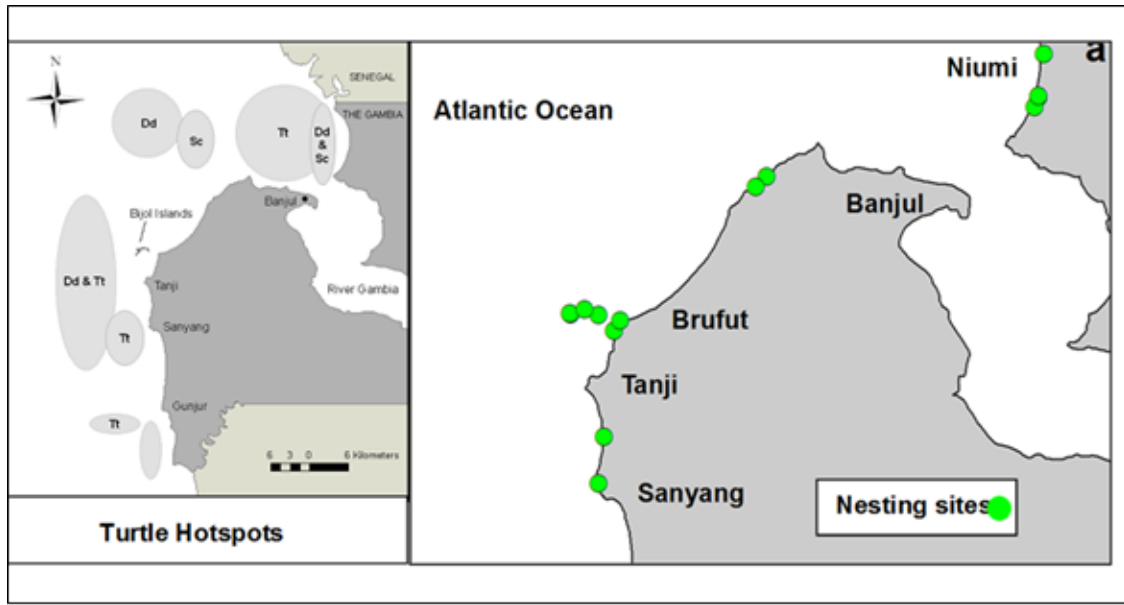 N
SENEGAL
THE GAMBIA
Dd
Sc
Tt
Dd
&
Sc
Banjul
Bijol Islands
Dd & Tt
Tanji
River Gambia
Sanyang
Tt
Gunjur
Tt
6 3 0 6 Kilometers
Turtle Hotspots
a
Niumi
Atlantic Ocean
Banjul
Brufut
Tanji
Sanyang
Nesting sites